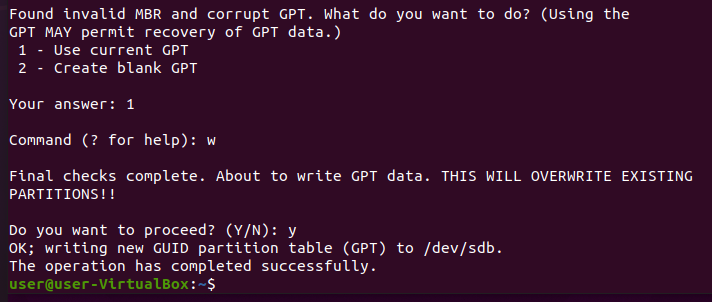 Found invalid MBR and corrupt GPT. What do you want to do? (Using the
GPT MAY permit recovery of GPT data.)
1 - Use current GPT
2 - Create blank GPT
Your answer: 1
Command (? for help): w
Final checks complete. About to write GPT data. THIS WILL OVERWRITE EXISTING
PARTITIONS!!
Do you want to proceed? (Y/N): y
OK; writing new GUID partition table (GPT) to /dev/sdb.
The operation has completed successfully.
user@user-VirtualBox:~$